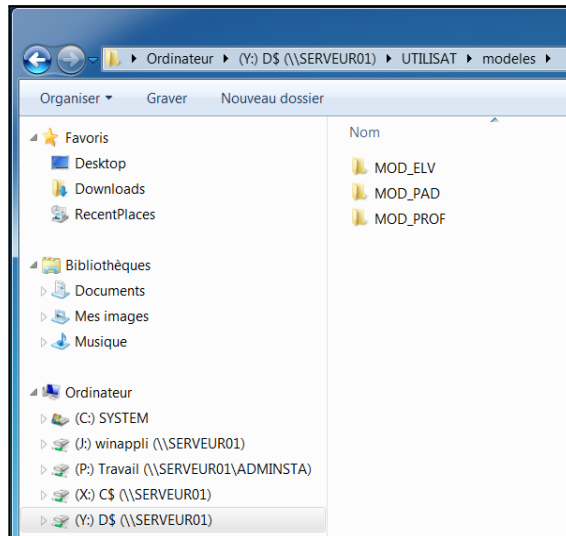 Ordinateur (Y:) D$ (\\SERVEUR01) UTILISAT modeles
Organiser Graver Nouveau dossier
Favoris
Desktop
Downloads
RecentPlaces
Bibliothèques
Documents
Mes images
Musique
Ordinateur
(C:) SYSTEM
(J:) winappli (\\SERVEUR01)
(P:) Travail (\\SERVEUR01\ADMINSTA)
(X:) C$ (\\SERVEUR01)
(Y:) D$ (\\SERVEUR01)
Nom
MOD_ELV
MOD_PAD
MOD_PROF